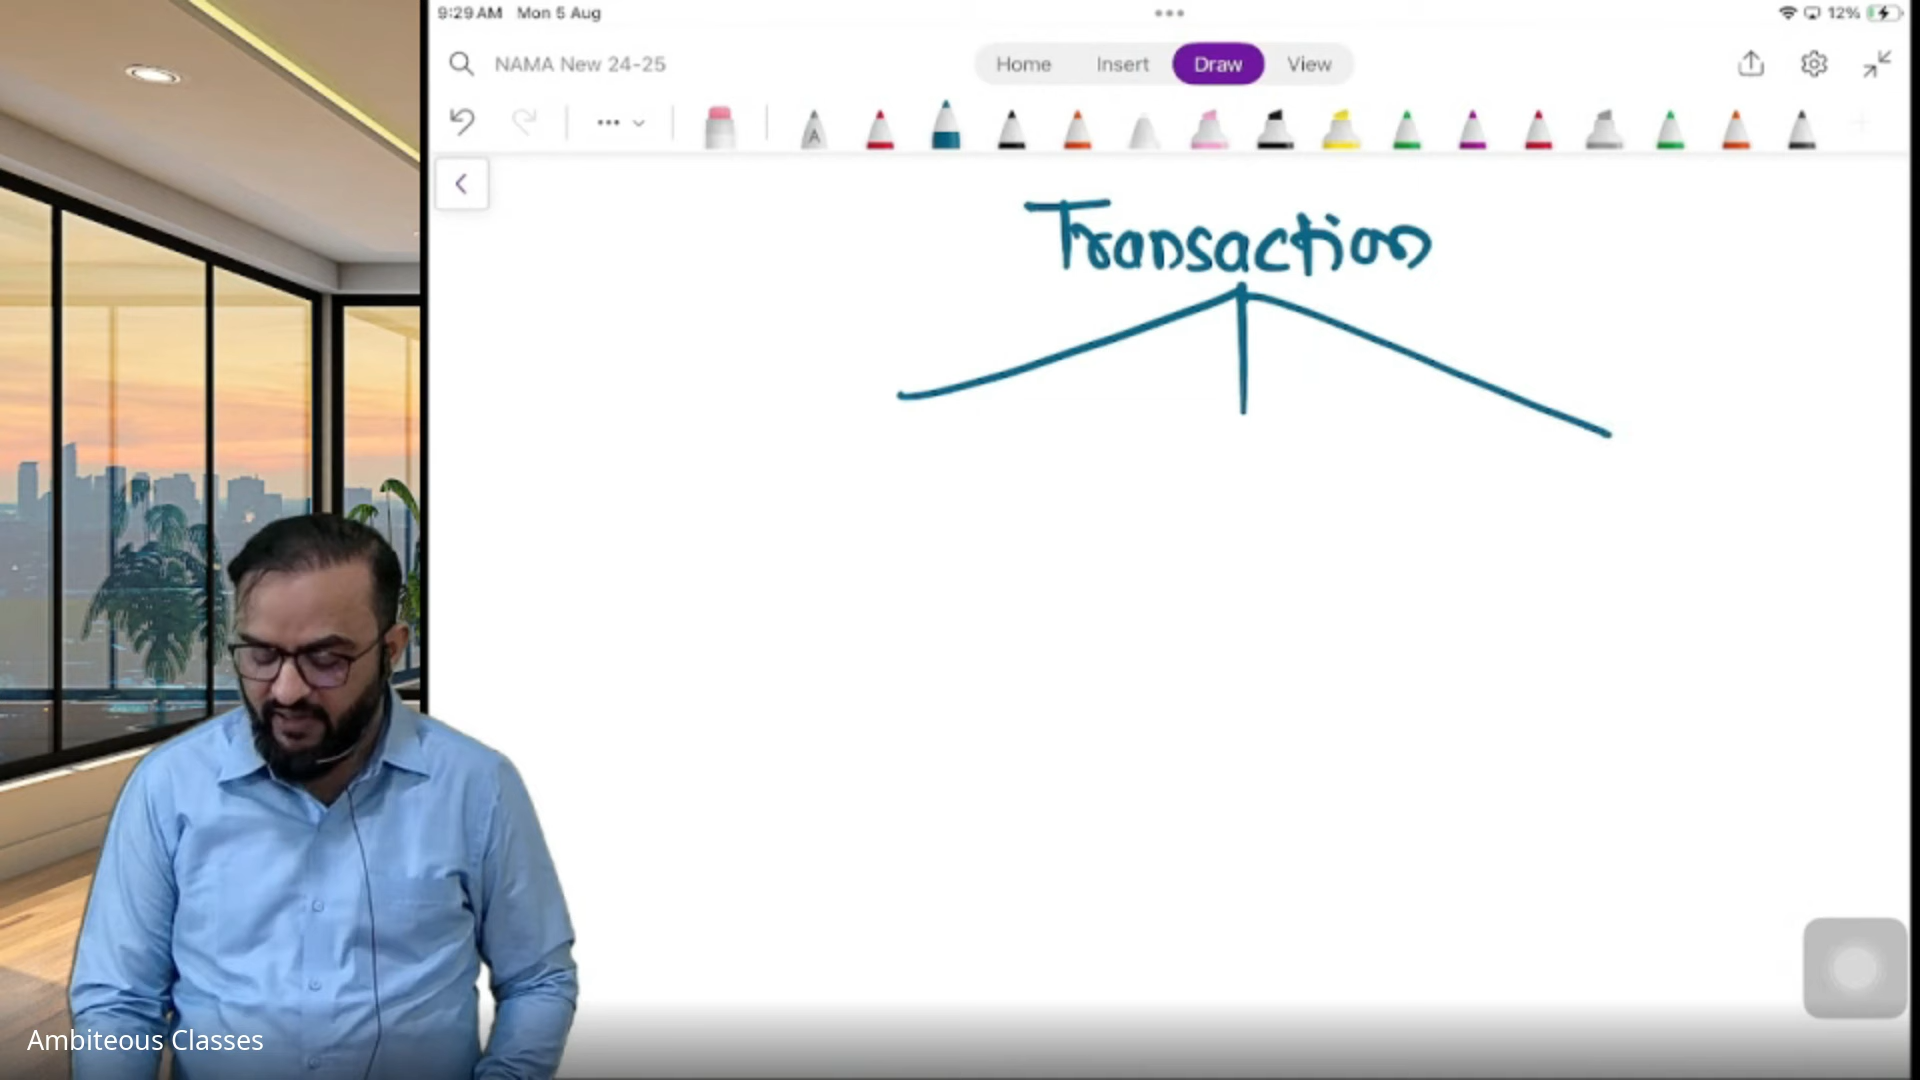 9:29 AM Mon 5 Aug
12%
NAMA New 24-25
Home Insert Draw View
A
Transaction
Ambiteous Classes